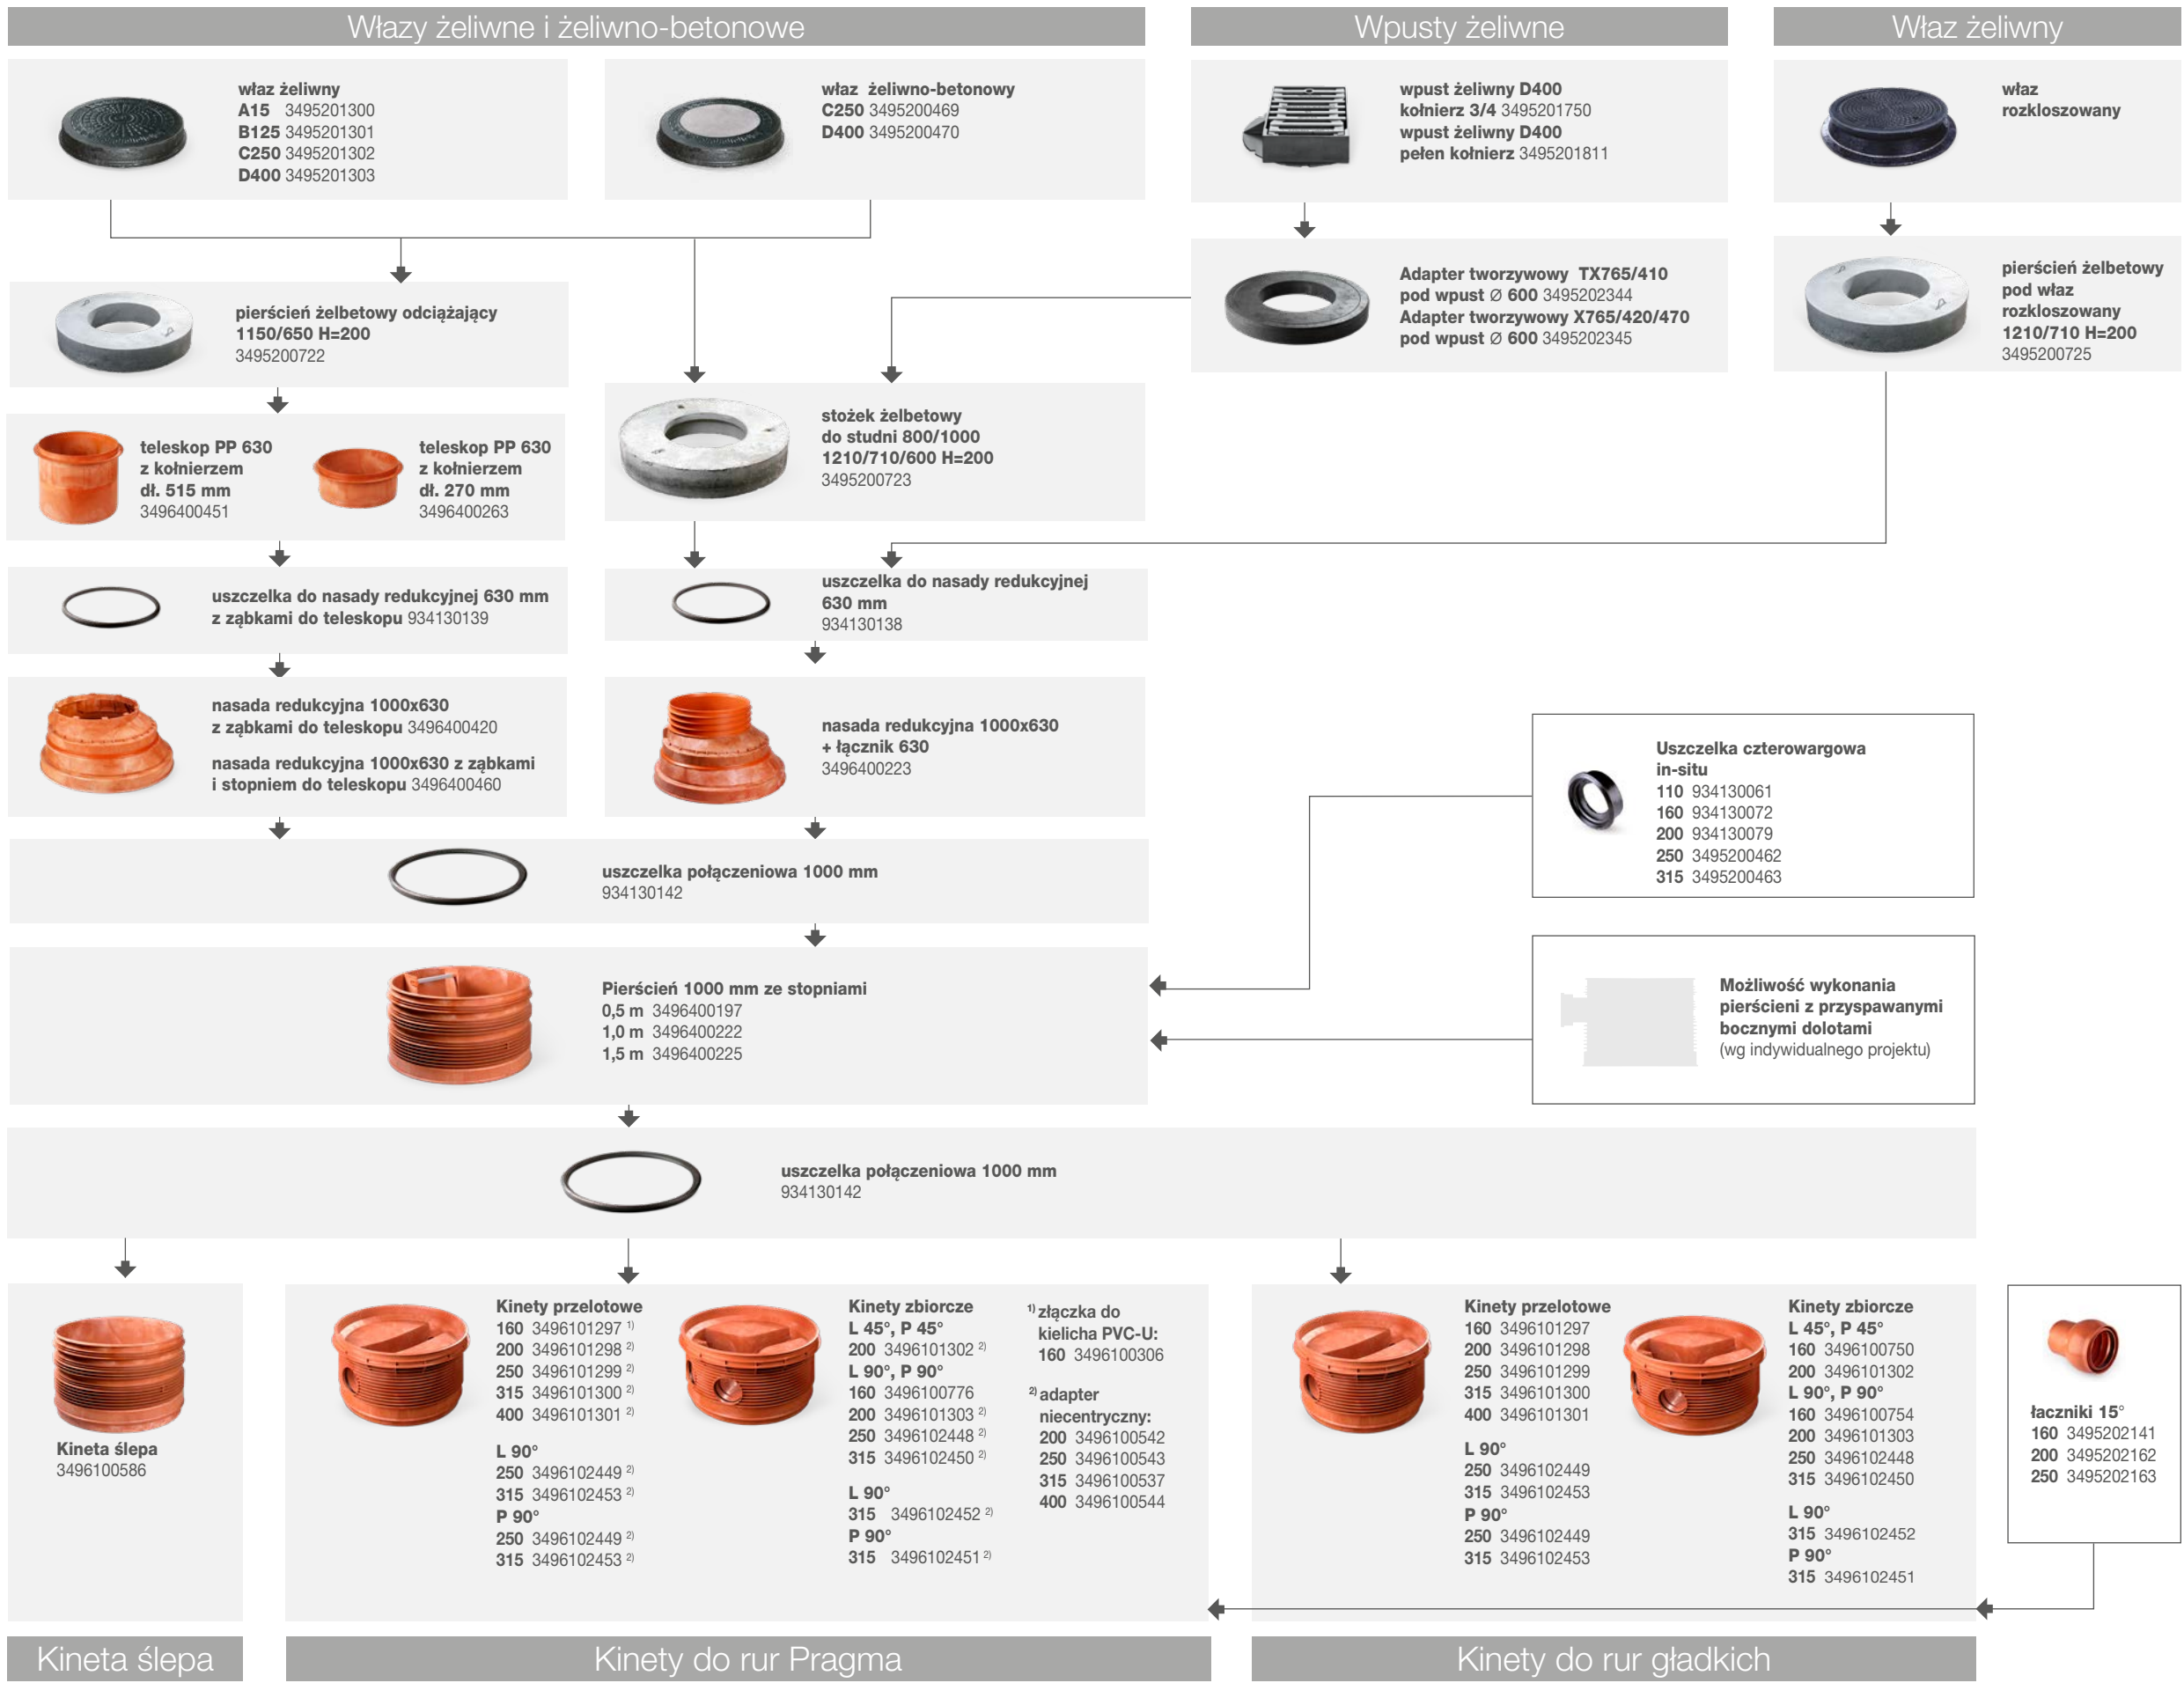 Włazy żeliwne i żeliwno-betonowe
Wpusty żeliwne
Właz żeliwny
właz żeliwny
A15 3495201300
B125 3495201301
C250 3495201302
D400 3495201303
właz żeliwno-betonowy
C250 3495200469
D400 3495200470
wpust żeliwny D400
kołnierz 3/4 3495201750
wpust żeliwny D400
pełen kołnierz 3495201811
właz
rozkloszowany
pierścień żelbetowy odciążający
1150/650 H=200
3495200722
Adapter tworzywowy TX765/410
pod wpust Ø 600 3495202344
Adapter tworzywowy X765/420/470
pod wpust Ø 600 3495202345
pierścień żelbetowy
pod właz
rozkloszowany
1210/710 H=200
3495200725
teleskop PP 630
z kołnierzem
dł. 515 mm
3496400451
teleskop PP 630
z kołnierzem
dł. 270 mm
3496400263
stożek żelbetowy
do studni 800/1000
1210/710/600 H=200
3495200723
uszczelka do nasady redukcyjnej 630 mm
z ząbkami do teleskopu 934130139
uszczelka do nasady redukcyjnej
630 mm
934130138
nasada redukcyjna 1000x630
z ząbkami do teleskopu 3496400420
nasada redukcyjna 1000x630 z ząbkami
i stopniem do teleskopu 3496400460
nasada redukcyjna 1000x630
+ łącznik 630
3496400223
Uszczelka czterowargowa
in-situ
110 934130061
160 934130072
200 934130079
250 3495200462
315 3495200463
uszczelka połączeniowa 1000 mm
934130142
Pierścień 1000 mm ze stopniami
0,5 m 3496400197
1,0 m 3496400222
1,5 m 3496400225
Możliwość wykonania
pierścieni z przyspawanymi
bocznymi dolotami
(wg indywidualnego projektu)
uszczelka połączeniowa 1000 mm
934130142
Kineta ślepa
3496100586
Kinety przelotowe
160 3496101297 1)
200 3496101298 2)
250 3496101299 2)
315 3496101300 2)
400 3496101301 2)
L 90°
250 3496102449 2)
315 3496102453 2)
P 90°
250 3496102449 2)
315 3496102453 2)
Kinety zbiorcze
L 45°, P 45°
200 3496101302 2)
L 90°, P 90°
160 3496100776
200 3496101303 2)
250 3496102448 2)
315 3496102450 2)
L 90°
315 3496102452 2)
P 90°
315 3496102451 2)
1) złączka do
kielicha PVC-U:
160 3496100306
2) adapter
niecentryczny:
200 3496100542
250 3496100543
315 3496100537
400 3496100544
Kinety przelotowe
160 3496101297
200 3496101298
250 3496101299
315 3496101300
400 3496101301
L 90°
250 3496102449
315 3496102453
P 90°
250 3496102449
315 3496102453
Kinety zbiorcze
L 45°, P 45°
160 3496100750
200 3496101302
L 90°, P 90°
160 3496100754
200 3496101303
250 3496102448
315 3496102450
L 90°
315 3496102452
P 90°
315 3496102451
łaczniki 15°
160 3495202141
200 3495202162
250 3495202163
Kineta ślepa
Kinety do rur Pragma
Kinety do rur gładkich